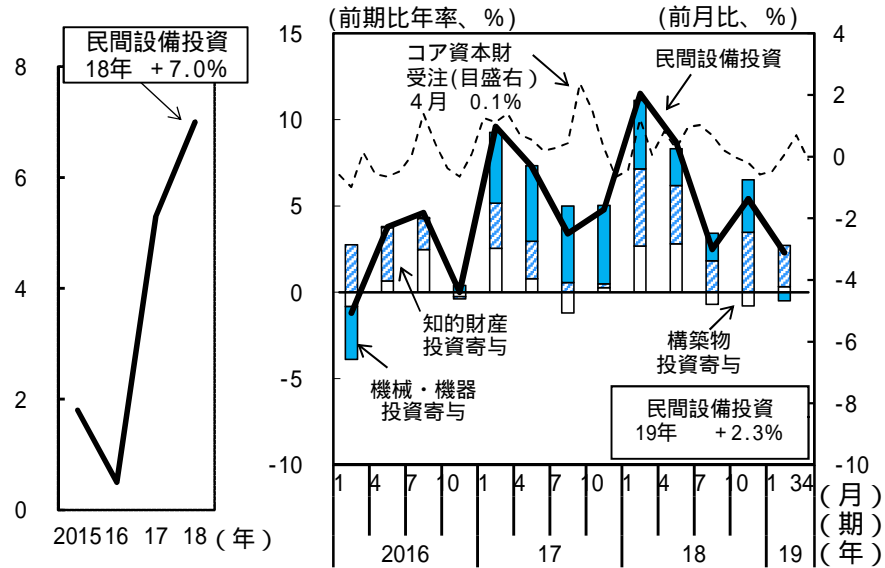 民間設備投資
18年 +7.0%
8
6
4
2
0
2015 16 17 18 (年)
(前期比年率、%)
(前月比、%)
15
10
5
0
-5
-10
4
2
0
-2
-4
-6
-8
-10
コア資本財
受注(目盛右)
4月 0.1%
民間設備投資
知的財産
投資寄与
機械・機器
投資寄与
構築物
投資寄与
民間設備投資
19年 +2.3%
1 4 7 10 1 4 7 10 1 4 7 10 1 34 (月)
(期)
2016 17 18 19 (年)